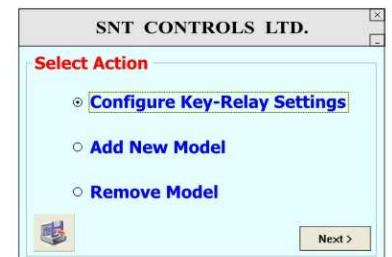 SNT CONTROLS LTD.
Select Action
Configure Key-Relay Settings
Add New Model
Remove Model
Next >